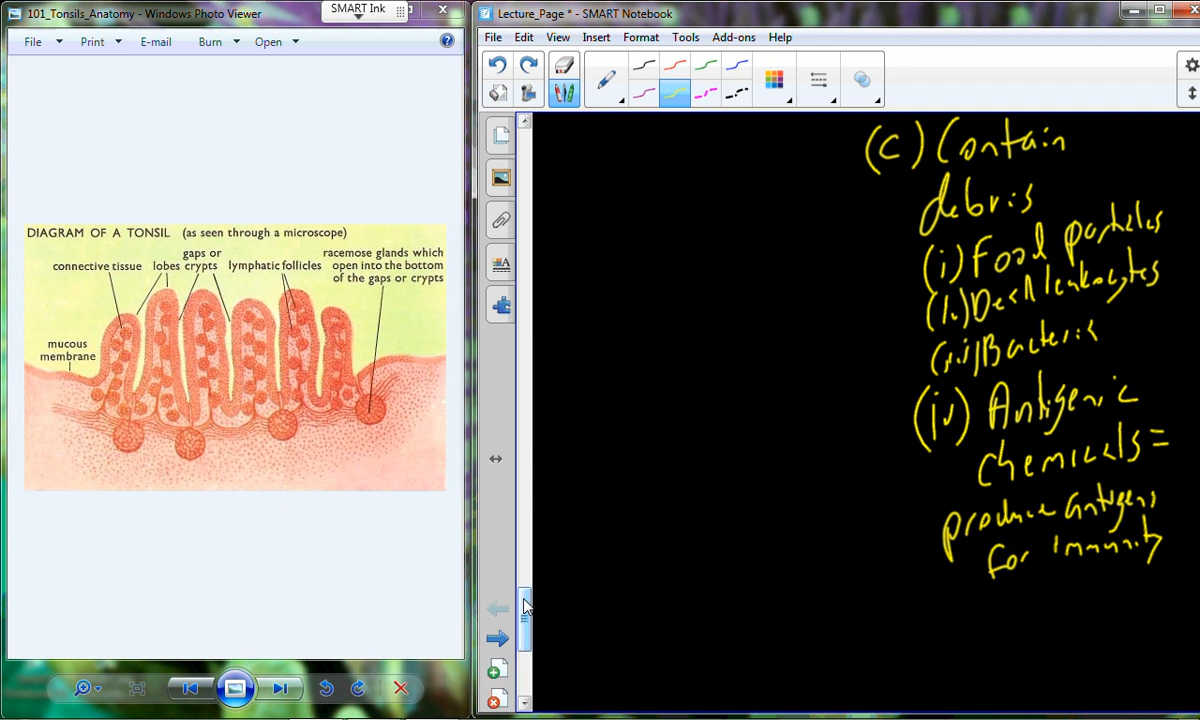 101_Tonsils_Anatomy - Windows Photo Viewer
SMART Ink
File Print E-mail Burn Open
DIAGRAM OF A TONSIL (as seen through a microscope)
connective tissue
lobes
gaps or
crypts
lymphatic follicles
racemose glands which
open into the bottom
of the gaps or crypts
mucous
membrane
Lecture_Page * - SMART Notebook
File Edit View Insert Format Tools Add-ons Help
(c) Contain
debris
(i) Food particles
(ii) Dead leukocytes
(iii) Bacteria
(iv) Antigenic
chemicals =
produce antigens
for immunity